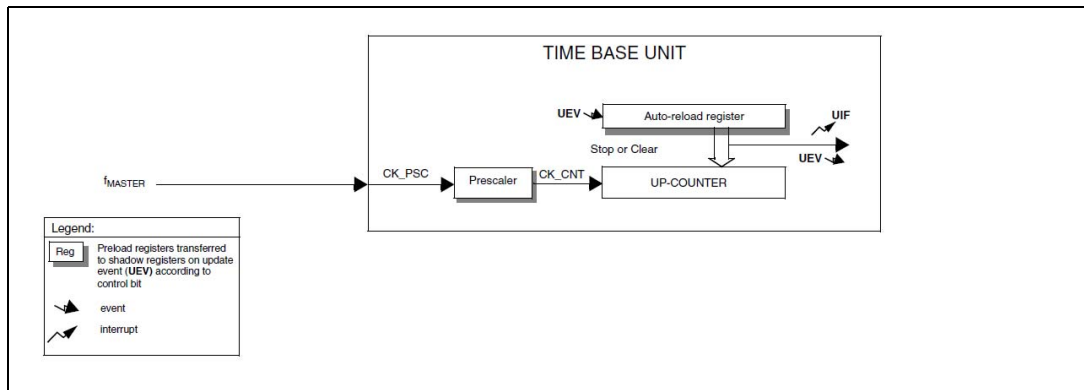 TIME BASE UNIT
UEV
Auto-reload register
UIF
Stop or Clear
UEV
fMASTER
CK_PSC
Prescaler
CK_CNT
UP-COUNTER
Legend:
Reg
Preload registers transferred
to shadow registers on update
event (UEV) according to
control bit
event
interrupt